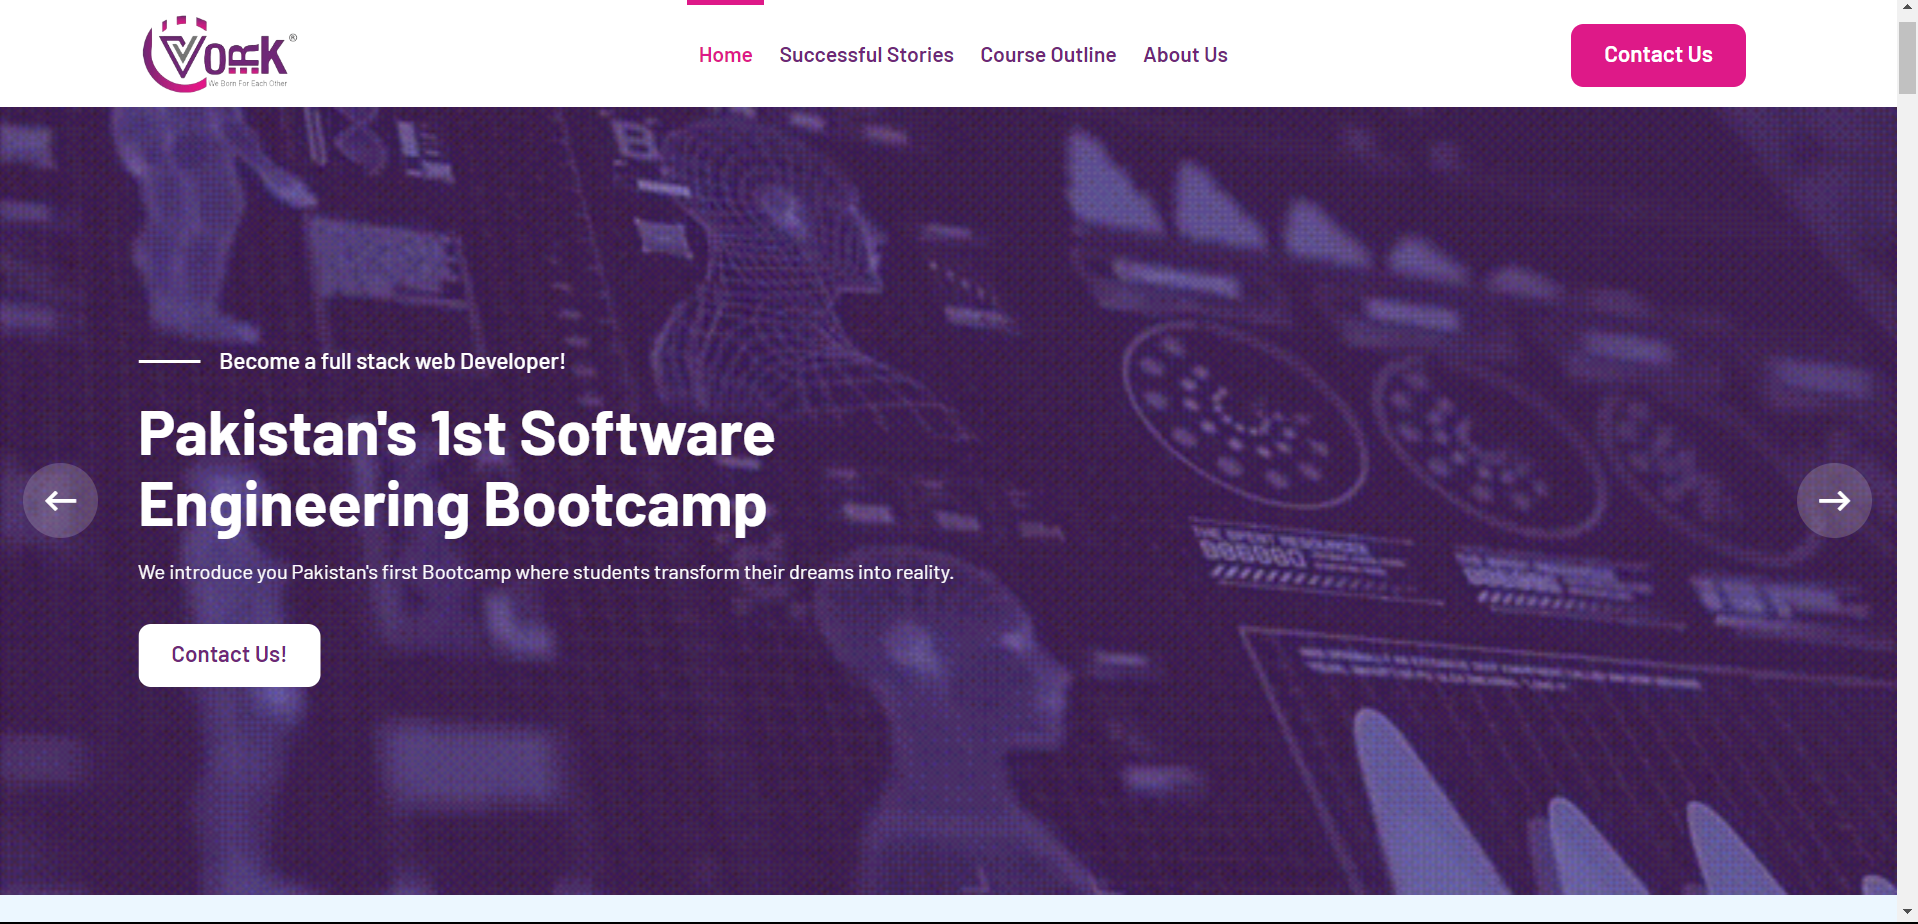 VORK®
We Born For Each Other
Home Successful Stories Course Outline About Us
Contact Us
Become a full stack web Developer!
Pakistan's 1st Software
Engineering Bootcamp
We introduce you Pakistan's first Bootcamp where students transform their dreams into reality.
Contact Us!